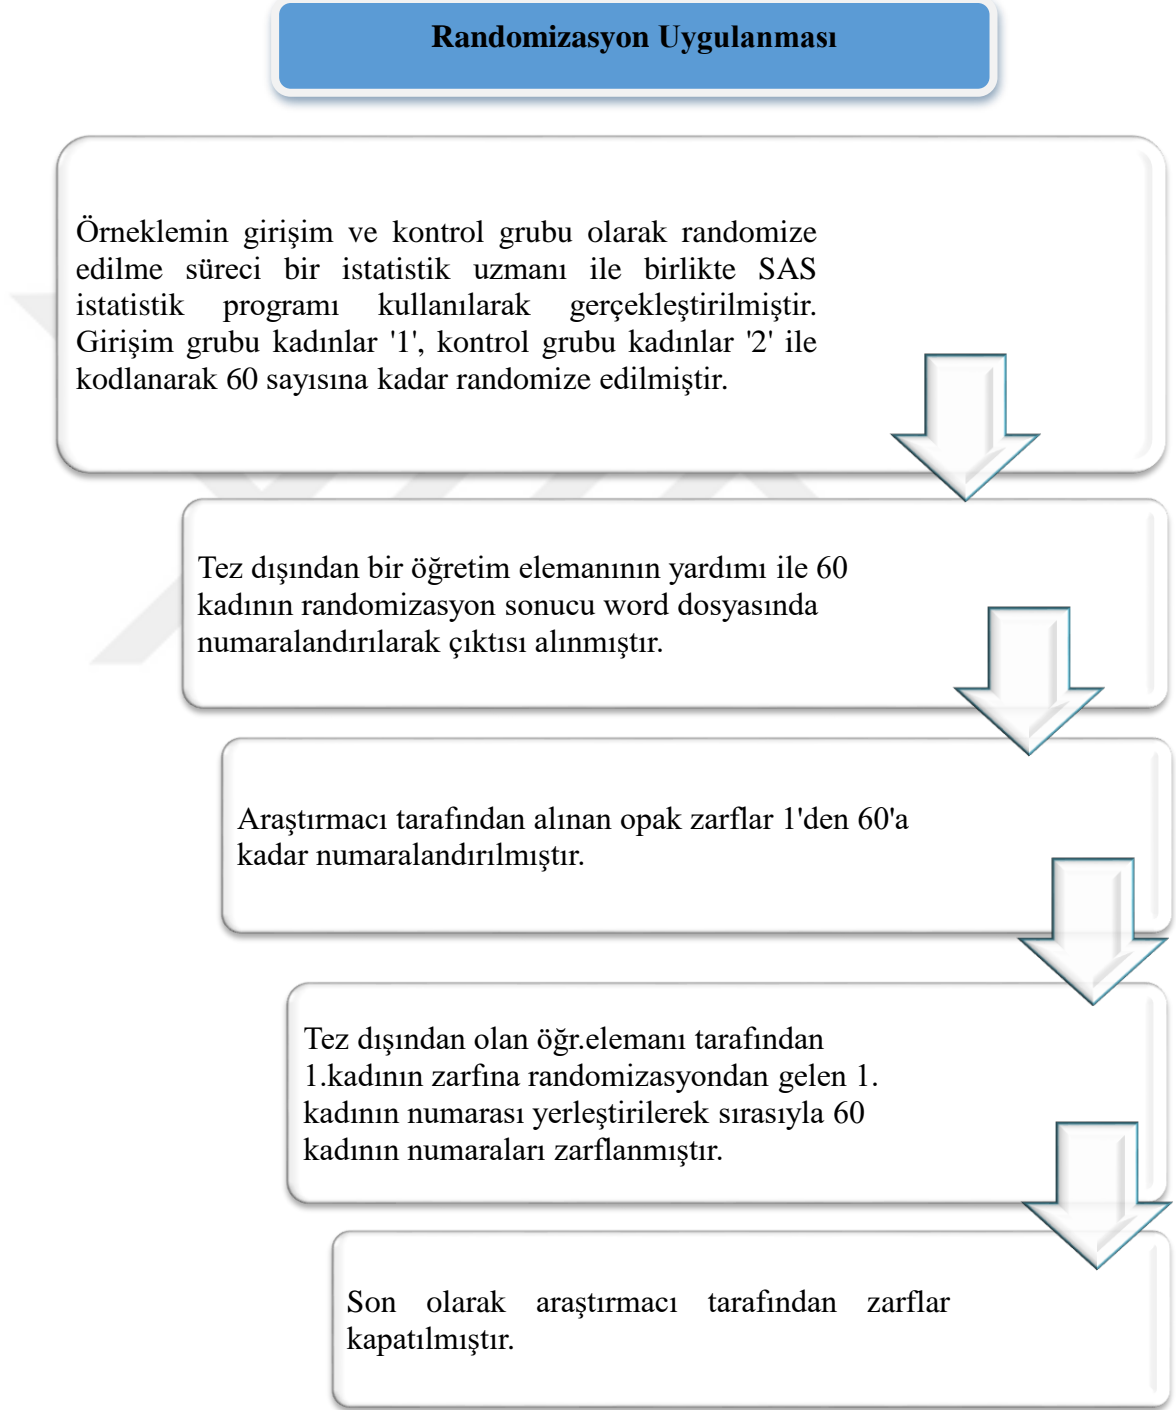 Randomizasyon Uygulanması
Örneklemin girişim ve kontrol grubu olarak randomize
edilme süreci bir istatistik uzmanı ile birlikte SAS
istatistik programı kullanılarak gerçekleştirilmiştir.
Girişim grubu kadınlar '1', kontrol grubu kadınlar '2' ile
kodlanarak 60 sayısına kadar randomize edilmiştir.
Tez dışından bir öğretim elemanının yardımı ile 60
kadının randomizasyon sonucu word dosyasında
numaralandırılarak çıktısı alınmıştır.
Araştırmacı tarafından alınan opak zarflar 1'den 60'a
kadar numaralandırılmıştır.
Tez dışından olan öğr.elemanı tarafından
1.kadının zarfına randomizasyondan gelen 1.
kadının numarası yerleştirilerek sırasıyla 60
kadının numaraları zarflanmıştır.
Son olarak araştırmacı tarafından zarflar
kapatılmıştır.